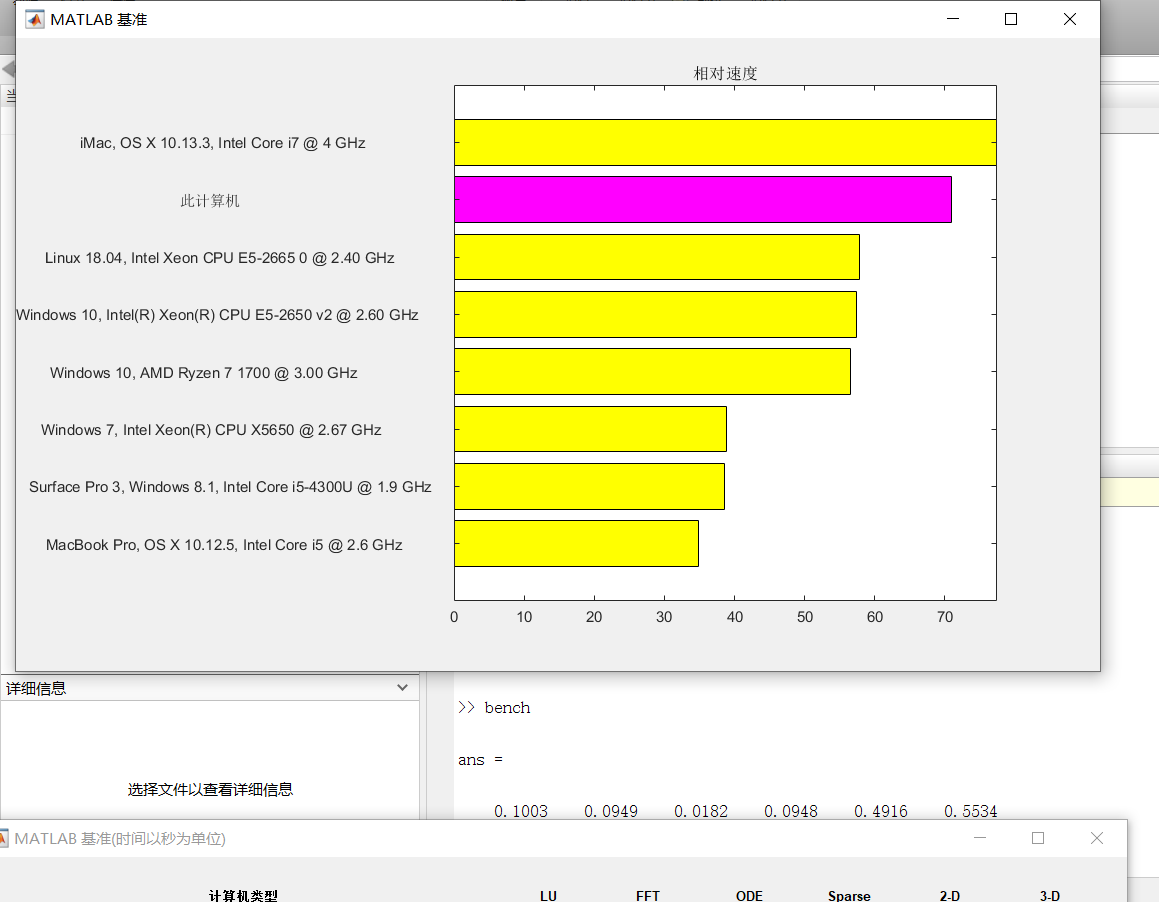 MATLAB 基准
相对速度
iMac, OS X 10.13.3, Intel Core i7 @ 4 GHz
此计算机
Linux 18.04, Intel Xeon CPU E5-2665 0 @ 2.40 GHz
Windows 10, Intel(R) Xeon(R) CPU E5-2650 v2 @ 2.60 GHz
Windows 10, AMD Ryzen 7 1700 @ 3.00 GHz
Windows 7, Intel Xeon(R) CPU X5650 @ 2.67 GHz
Surface Pro 3, Windows 8.1, Intel Core i5-4300U @ 1.9 GHz
MacBook Pro, OS X 10.12.5, Intel Core i5 @ 2.6 GHz
0 10 20 30 40 50 60 70
详细信息
选择文件以查看详细信息
>> bench
ans =
0.1003 0.0949 0.0182 0.0948 0.4916 0.5534
MATLAB 基准(时间以秒为单位)
计算机类型 LU FFT ODE Sparse 2-D 3-D